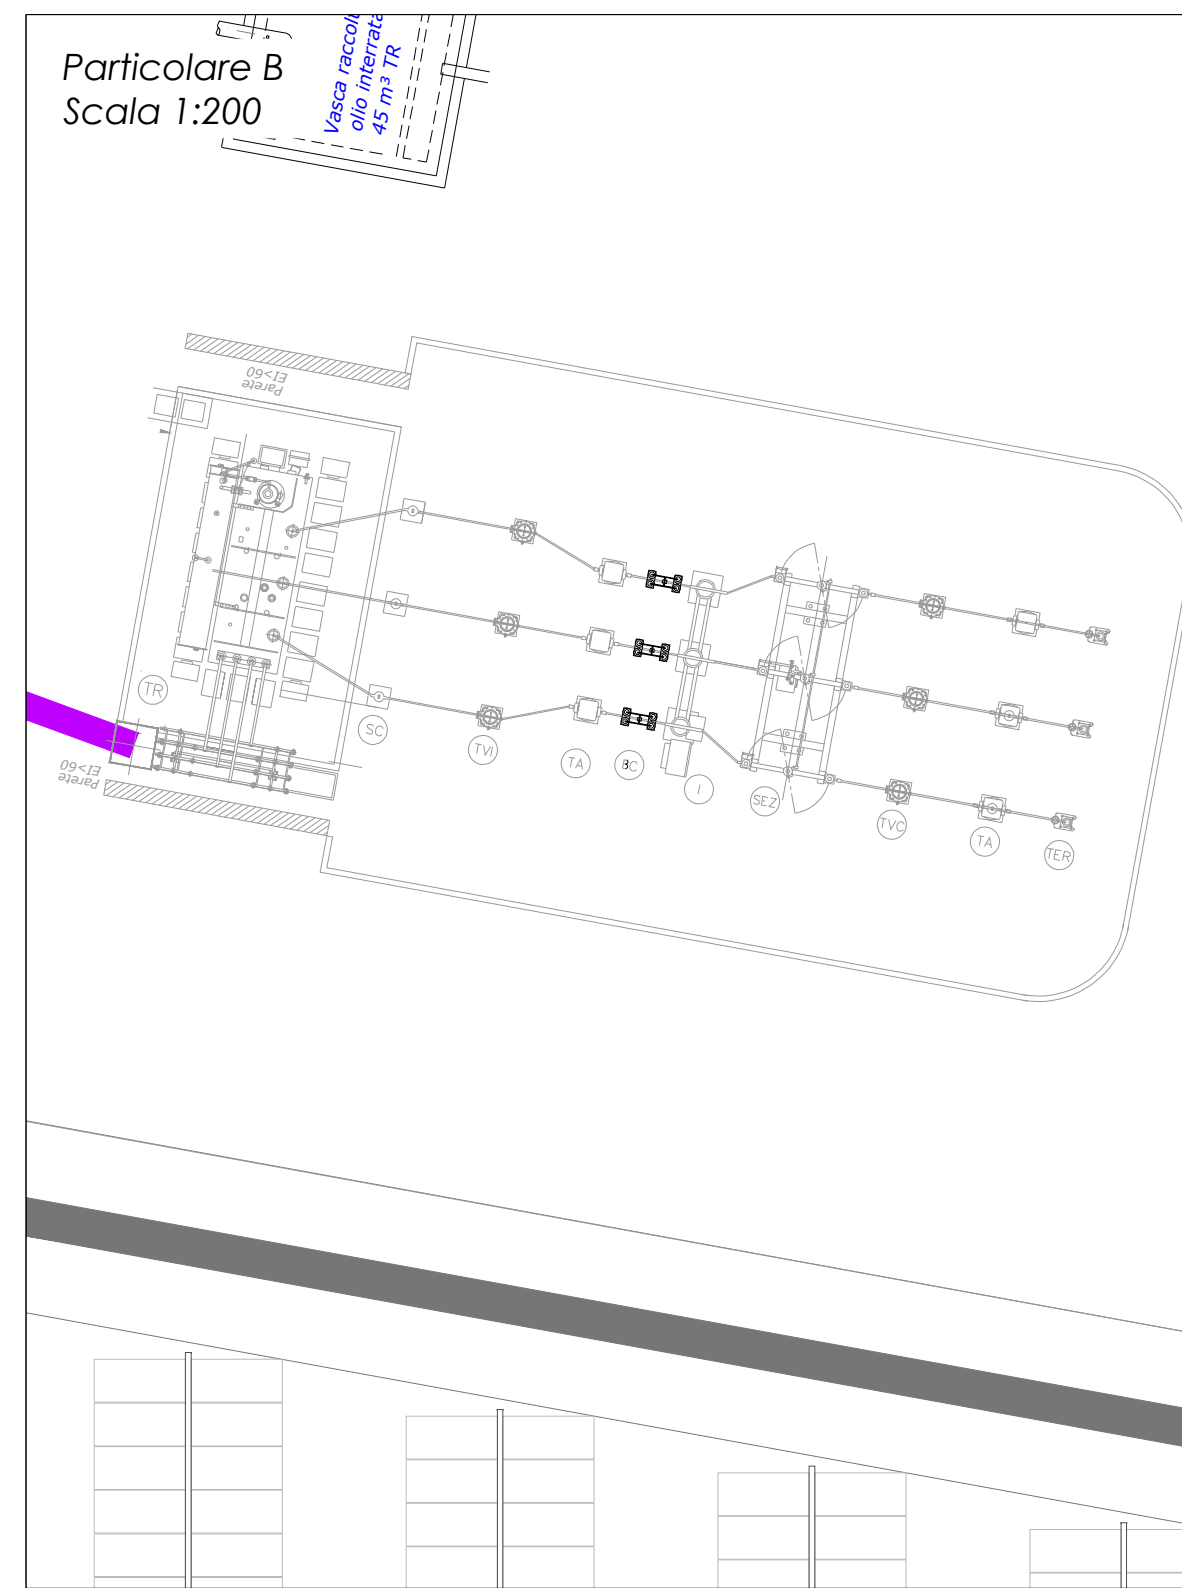 Particolare B
Scala 1:200
Vasca raccolt
olio interrata
45 m³ TR
Parete
EI>60
TR
SC
TVI
TA
BC
I
SEZ
TVC
TA
TER
Parete
EI>60